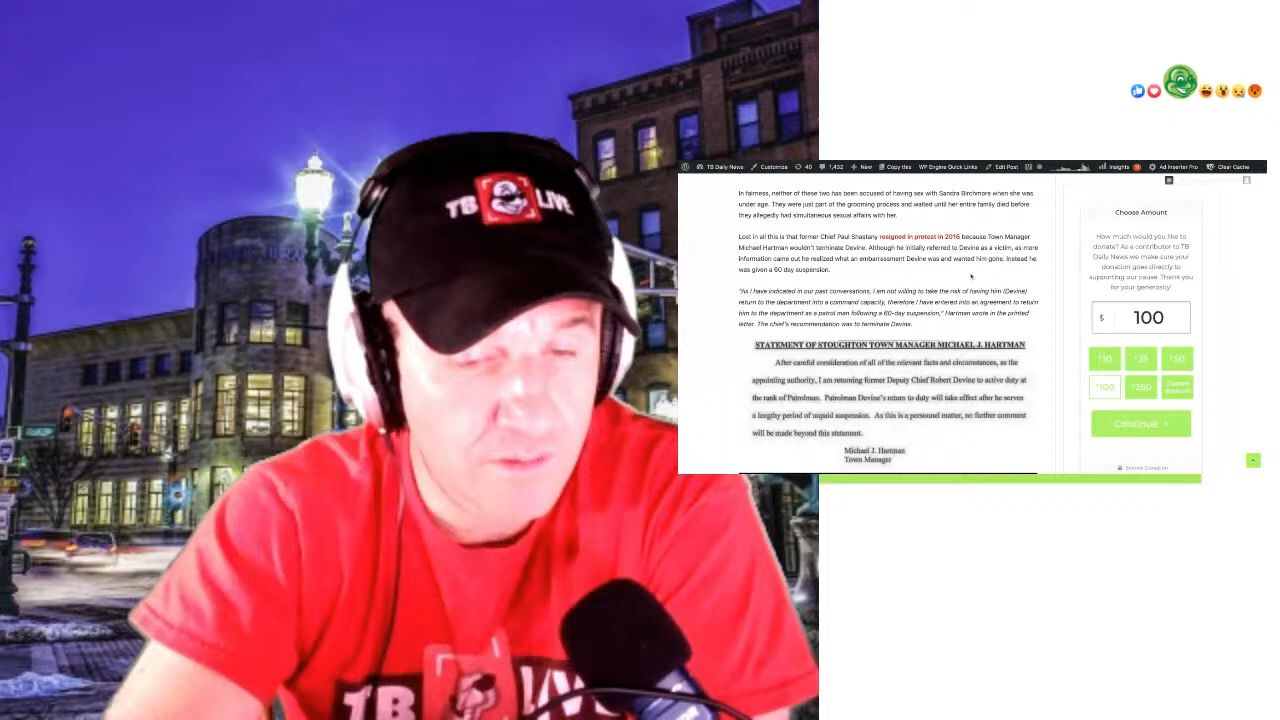 TB LIVE
TB LIVE
TB Daily News Customize 40 1,432 New Copy this WP Engine Quick Links Edit Post Insights 11 Ad Inserter Pro Clear Cache
In fairness, neither of these two has been accused of having sex with Sandra Birchmore when she was
under age. They were just part of the grooming process and waited until her entire family died before
they allegedly had simultaneous sexual affairs with her.
Lost in all this is that former Chief Paul Shastany resigned in protest in 2016 because Town Manager
Michael Hartman wouldn't terminate Devine. Although he initially referred to Devine as a victim, as more
information came out he realized what an embarrassment Devine was and wanted him gone. Instead he
was given a 60 day suspension.
"As I have indicated in our past conversations, I am not willing to take the risk of having him (Devine)
return to the department into a command capacity, therefore I have entered into an agreement to return
him to the department as a patrol man following a 60-day suspension," Hartman wrote in the printed
letter. The chief's recommendation was to terminate Devine.
STATEMENT OF STOUGHTON TOWN MANAGER MICHAEL J. HARTMAN
After careful consideration of all of the relevant facts and circumstances, as the
appointing authority, I am returning former Deputy Chief Robert Devine to active duty at
the rank of Patrolman. Patrolman Devine's return to duty will take effect after he serves
a lengthy period of unpaid suspension. As this is a personnel matter, no further comment
will be made beyond this statement.
Michael J. Hartman
Town Manager
Choose Amount
How much would you like to
donate? As a contributor to TB
Daily News we make sure your
donation goes directly to
supporting our cause. Thank you
for your generosity!
$ 100
$10 $25 $50
$100 $250 Custom Amount
Continue
Secure Donation